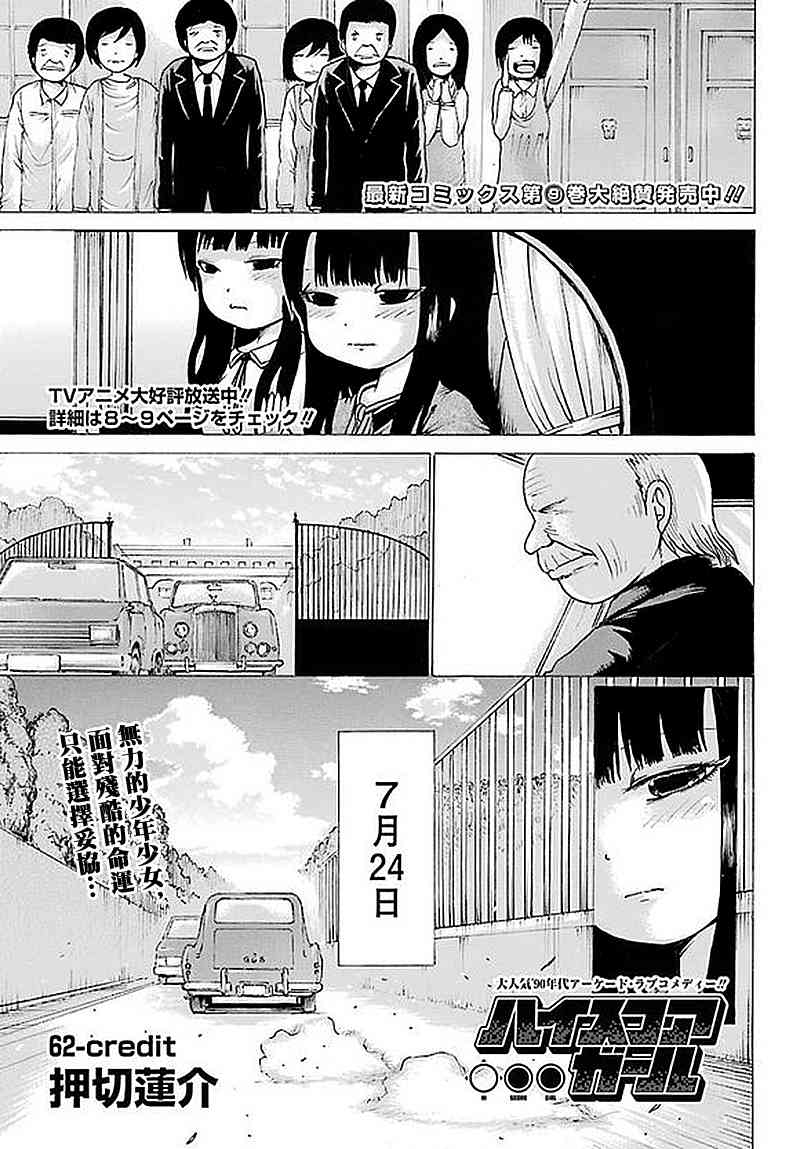 最新コミックス第9巻大絶賛発売中!!
TVアニメ大好評放送中!!
詳細は8～9ページをチェック!!
7月24日
無力的少年少女,
面對殘酷的命運
只能選擇妥協…
大人気'90年代アーケード・ラブコメディー!!
ハイスコア
ガール
HI SCORE GIRL
62-credit
押切蓮介